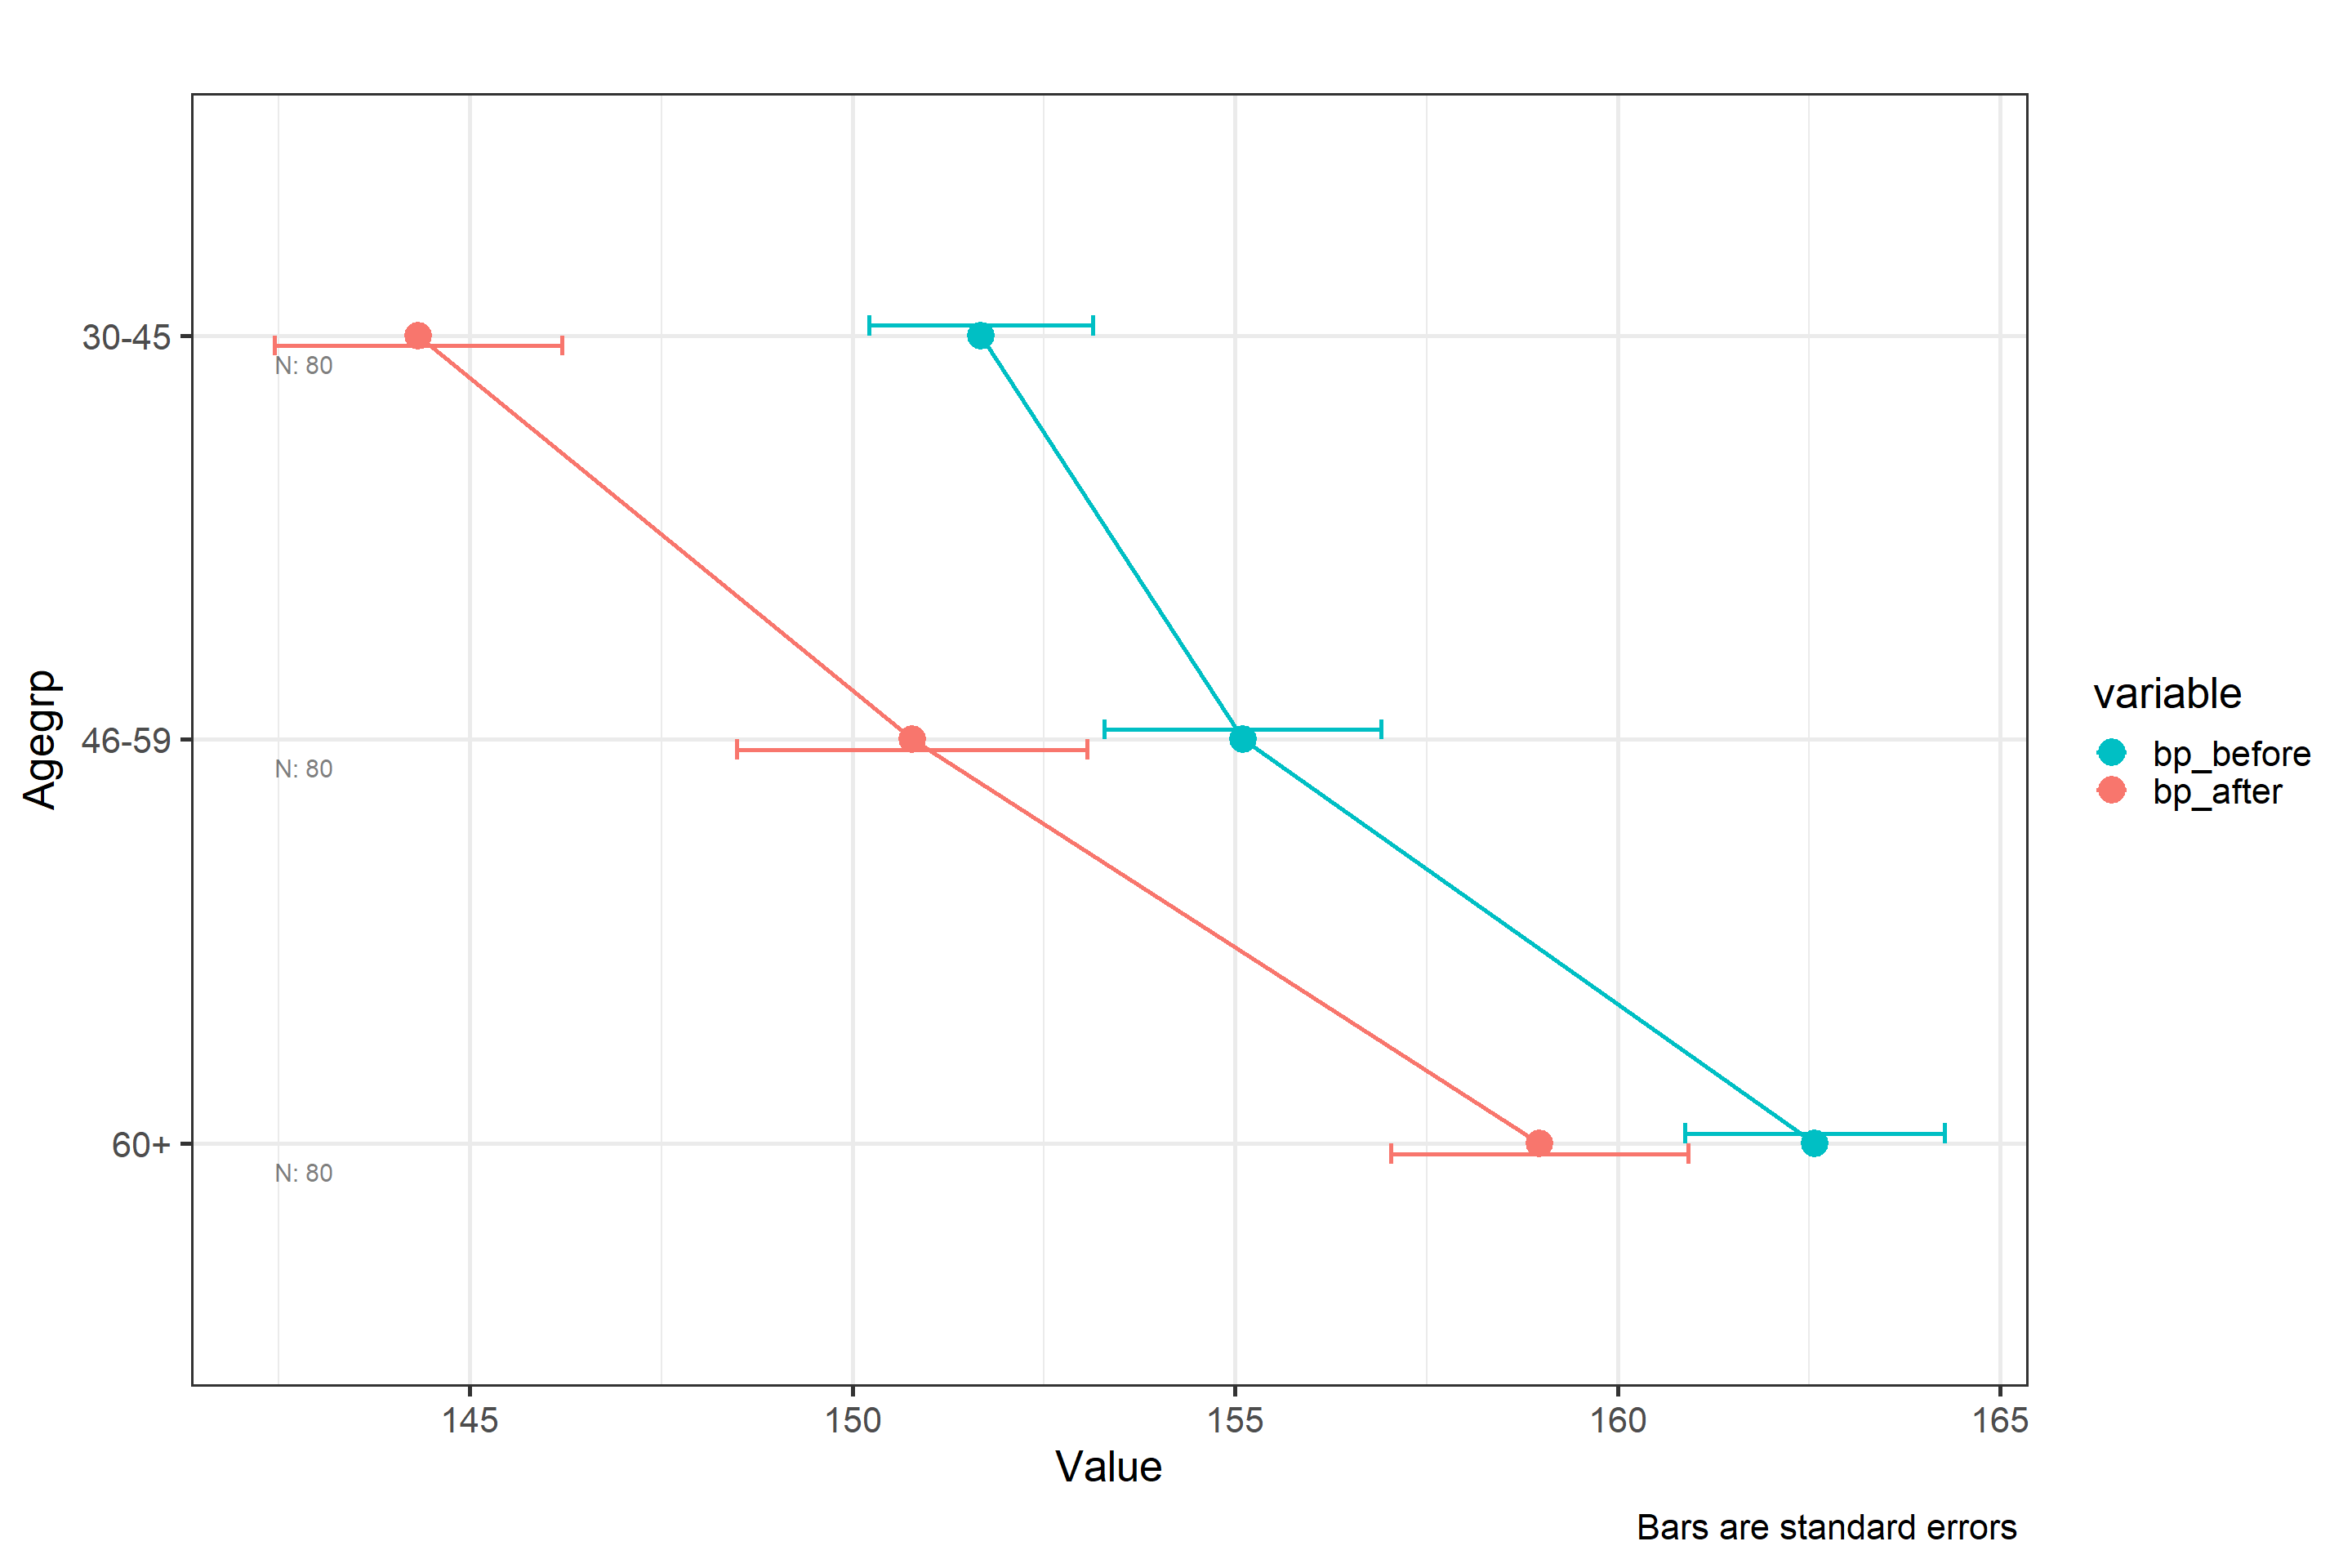 30-45
N: 80
46-59
N: 80
60+
N: 80
Agegrp
145 150 155 160 165
Value
variable
bp_before
bp_after
Bars are standard errors